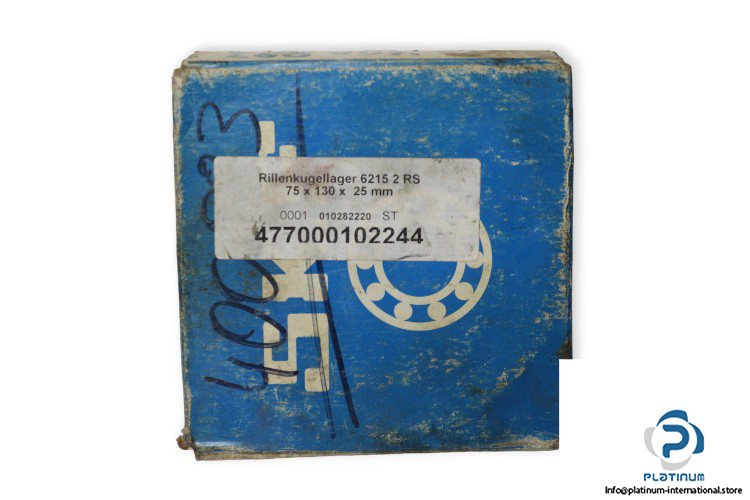 Rillenkugellager 6215 2 RS
75 x 130 x 25 mm
0001 010282220 ST
477000102244
PLATINUM
Info@platinum-international.store